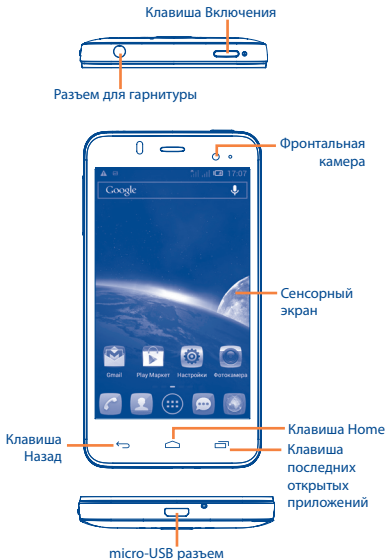 Клавиша Включения
Разъем для гарнитуры
Фронтальная
камера
17:07
Google
Сенсорный
экран
Gmail
Play Маркет
Настройки
Фотокамера
Клавиша
Назад
Клавиша Home
Клавиша
последних
открытых
приложений
micro-USB разъем